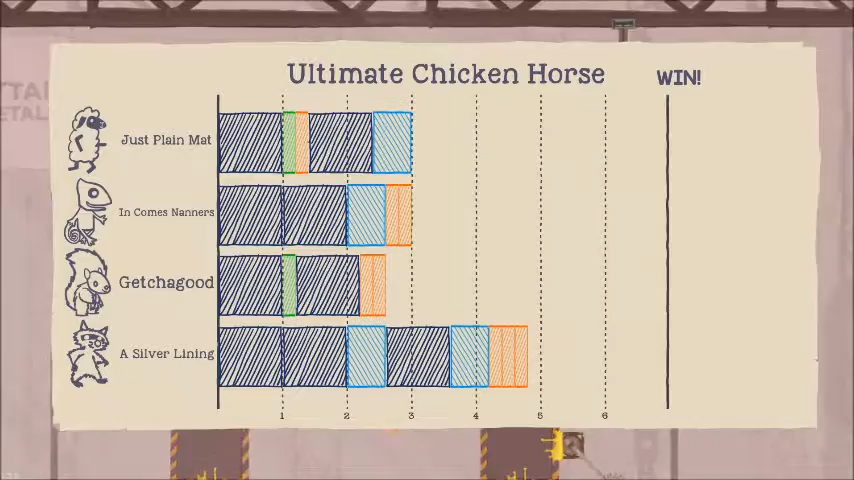 Ultimate Chicken Horse
WIN!
Just Plain Mat
In Comes Nanners
Getchagood
A Silver Lining
1 2 3 4 5 6